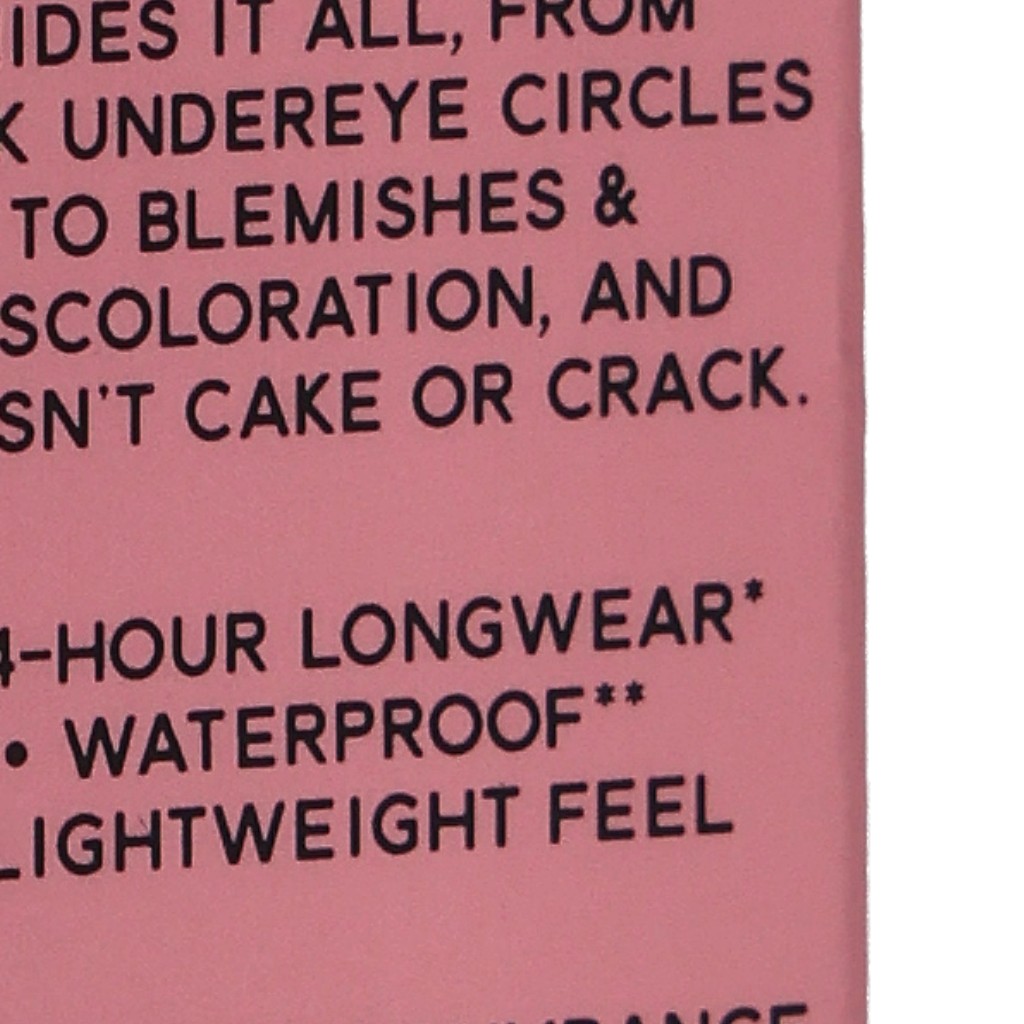 IDES IT ALL, FROM
K UNDEREYE CIRCLES
TO BLEMISHES &
SCOLORATION, AND
SN'T CAKE OR CRACK.
4-HOUR LONGWEAR*
• WATERPROOF**
LIGHTWEIGHT FEEL